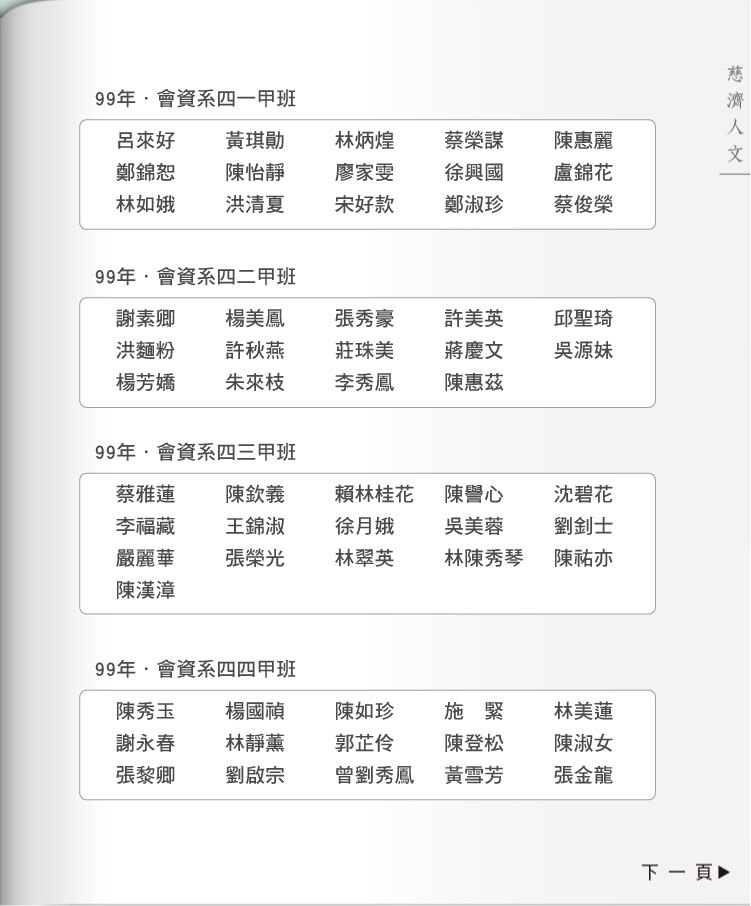 慈濟人文
99年・會資系四一甲班
呂來好 黃琪勛 林炳煌 蔡榮謀 陳惠麗
鄭錦恕 陳怡靜 廖家雯 徐興國 盧錦花
林如娥 洪清夏 宋好款 鄭淑珍 蔡俊榮
99年・會資系四二甲班
謝素卿 楊美鳳 張秀豪 許美英 邱聖琦
洪麵粉 許秋燕 莊珠美 蔣慶文 吳源妹
楊芳嬌 朱來枝 李秀鳳 陳惠茲
99年・會資系四三甲班
蔡雅蓮 陳欽義 賴林桂花 陳譽心 沈碧花
李福藏 王錦淑 徐月娥 吳美蓉 劉釗士
嚴麗華 張榮光 林翠英 林陳秀琴 陳祐亦
陳漢漳
99年・會資系四四甲班
陳秀玉 楊國禎 陳如珍 施 緊 林美蓮
謝永春 林靜薰 郭芷伶 陳登松 陳淑女
張黎卿 劉啟宗 曾劉秀鳳 黃雪芳 張金龍
下一頁▶